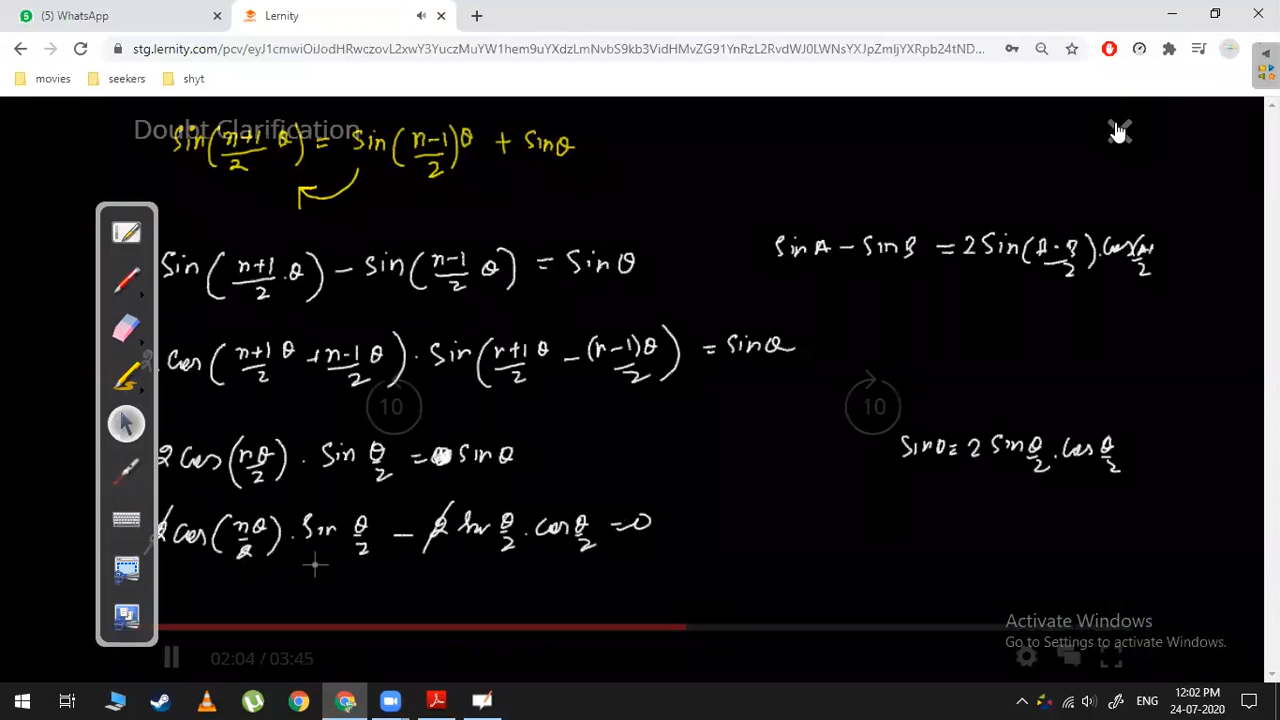 (5) WhatsApp
Lernity
stg.lernity.com/pcv/eyJ1cmwiOiJodHRwczovL2xwY3YuczMuYW1hem9uYXdzLmNvbS9kb3VidHMvZG91YnRzL2RvdWJ0LWNsYXJpZmljYXRpb24tND...
movies
seekers
shyt
Doubt Clarification
sin(n+1/2 θ) = sin(n-1/2)θ + sinθ
sin(n+1/2 .θ) - sin(n-1/2 θ) = sinθ
sinA - sinB = 2sin(A-B/2).cos(A+/2
2.cos(n+1/2 θ + n-1/2 θ) . sin(n+1/2 θ - (n-1)θ/2) = sinθ
10
10
2cos(nθ/2) . sin θ/2 = sinθ
sinθ = 2 sin θ/2 . cos θ/2
2cos(nθ/2) . sin θ/2 - 2 sin θ/2 . cos θ/2 = 0
Activate Windows
Go to Settings to activate Windows.
02:04 / 03:45
ENG
12:02 PM
24-07-2020